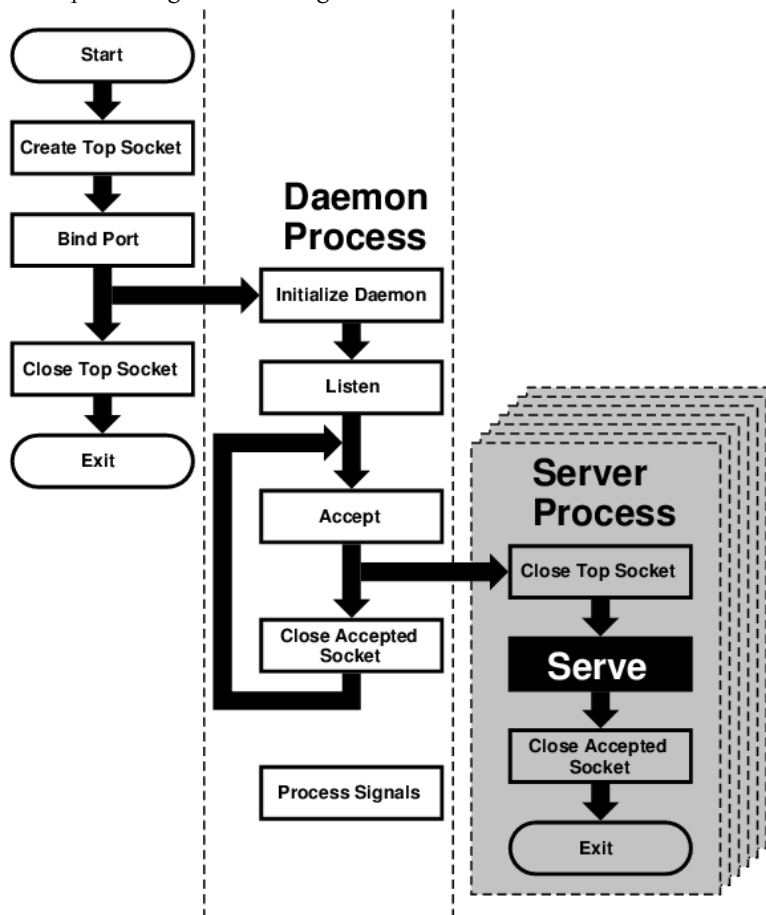 Start
Create Top Socket
Bind Port
Close Top Socket
Exit
Daemon
Process
Initialize Daemon
Listen
Accept
Close Accepted
Socket
Process Signals
Server
Process
Close Top Socket
Serve
Close Accepted
Socket
Exit